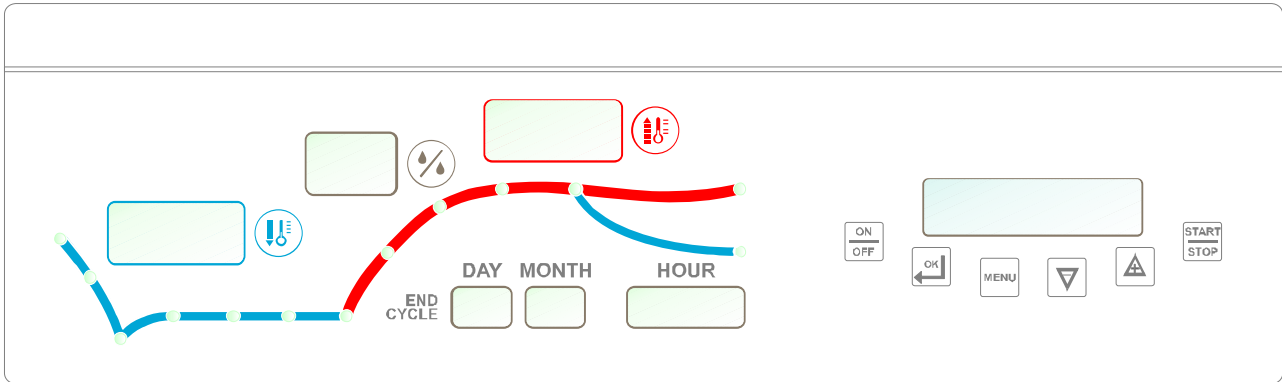 DAY MONTH HOUR
END
CYCLE
ON
OFF
OK
MENU
START
STOP